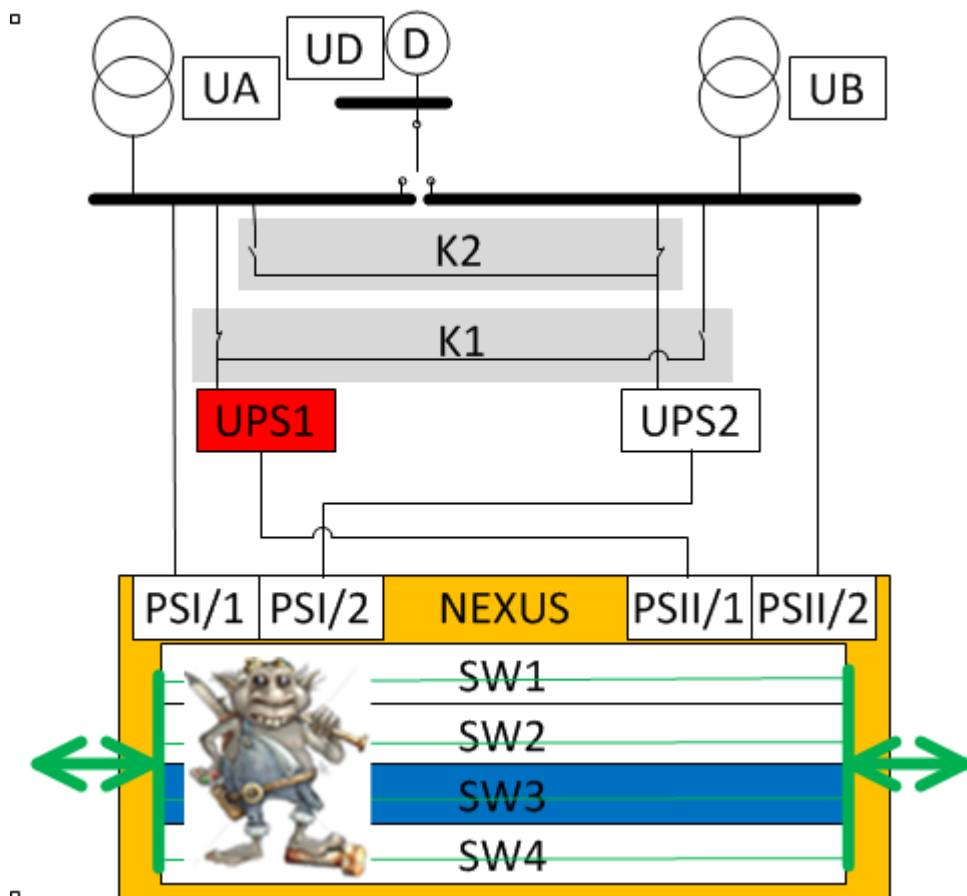 UA
UD
D
UB
K2
K1
UPS1
UPS2
PSI/1
PSI/2
NEXUS
PSII/1
PSII/2
SW1
SW2
SW3
SW4